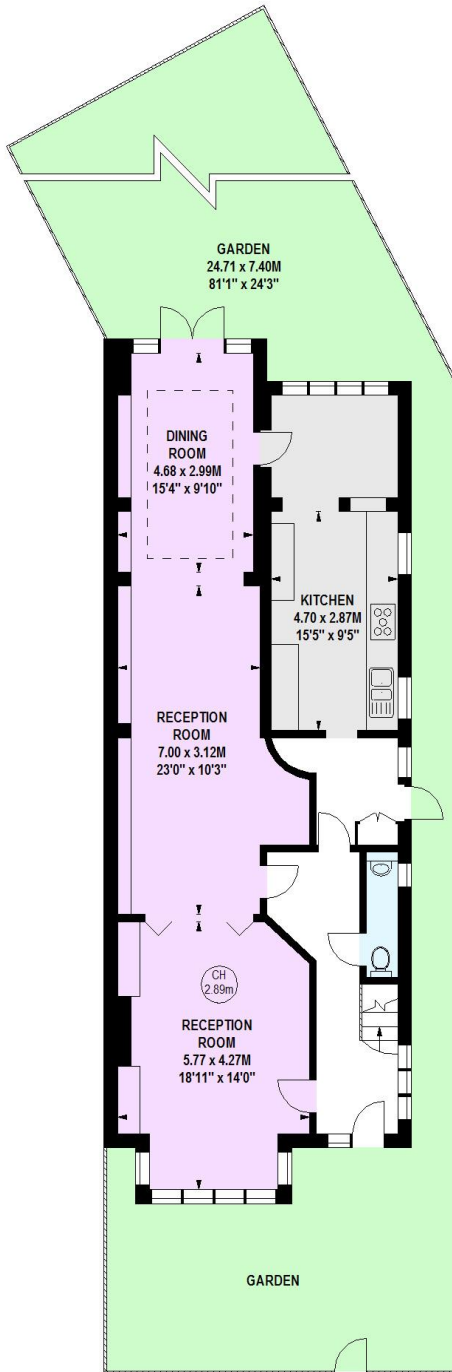 GARDEN
24.71 x 7.40M
81'1" x 24'3"
DINING
ROOM
4.68 x 2.99M
15'4" x 9'10"
KITCHEN
4.70 x 2.87M
15'5" x 9'5"
RECEPTION
ROOM
7.00 x 3.12M
23'0" x 10'3"
CH
2.89m
RECEPTION
ROOM
5.77 x 4.27M
18'11" x 14'0"
GARDEN